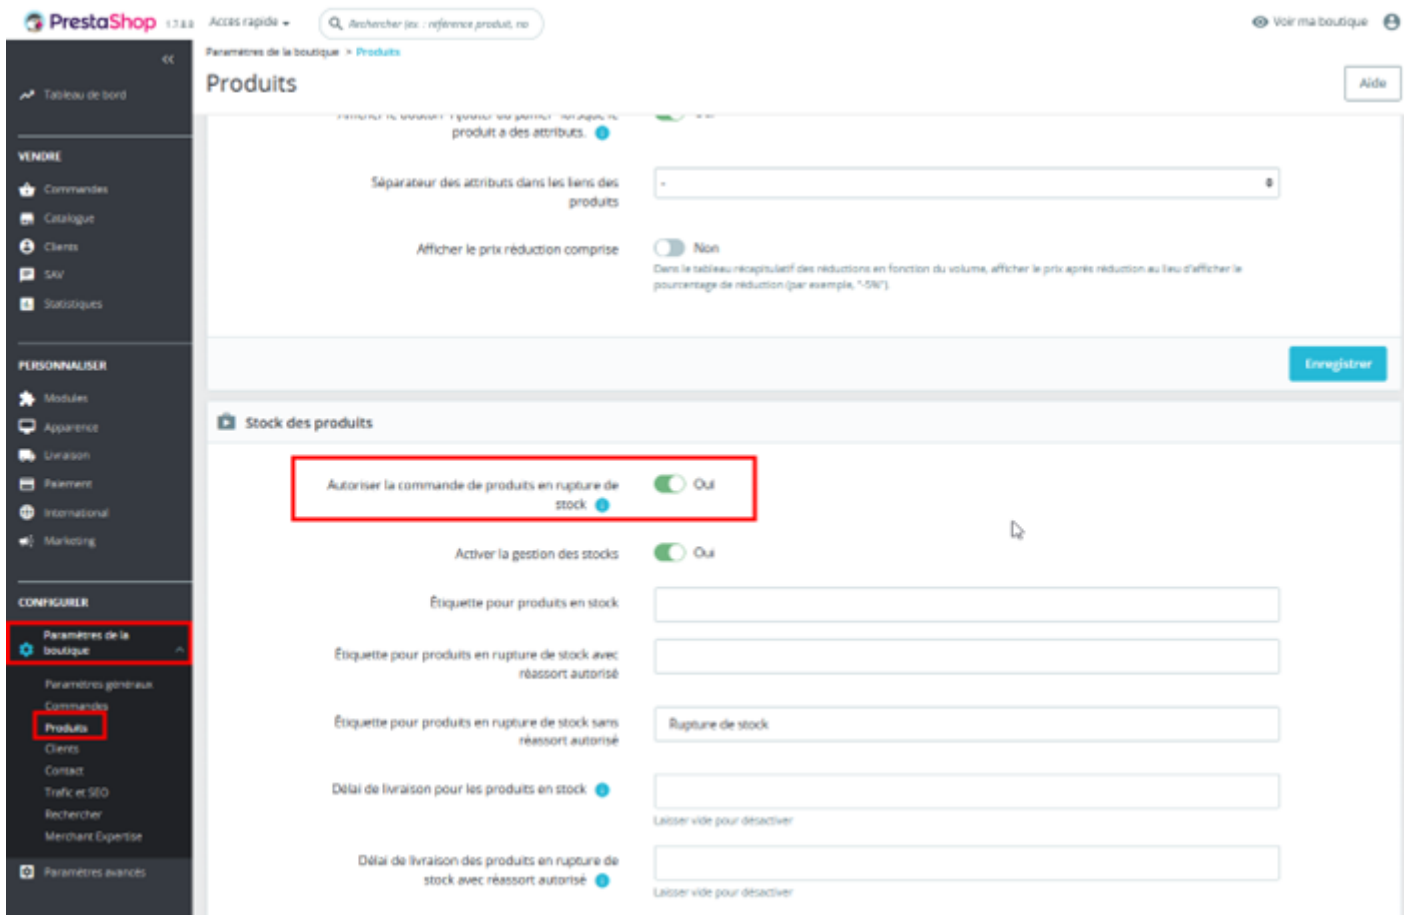 PrestaShop 1.7.8.8
Accès rapide
Rechercher (ex. : référence produit, no
Voir ma boutique
Paramètres de la boutique > Produits
Produits
Aide
Tableau de bord
VENDRE
Commandes
Catalogue
Clients
SAV
Statistiques
PERSONNALISER
Modules
Apparence
Livraison
Paiement
International
Marketing
CONFIGURER
Paramètres de la
boutique
Paramètres généraux
Commandes
Produits
Clients
Contact
Trafic et SEO
Rechercher
Merchant Expertise
Paramètres avancés
produit a des attributs.
Séparateur des attributs dans les liens des
produits
-
Afficher le prix réduction comprise
Non
Dans le tableau récapitulatif des réductions en fonction du volume, afficher le prix après réduction au lieu d'afficher le
pourcentage de réduction (par exemple, "-5%").
Enregistrer
Stock des produits
Autoriser la commande de produits en rupture de
stock
Oui
Activer la gestion des stocks
Oui
Étiquette pour produits en stock
Étiquette pour produits en rupture de stock avec
réassort autorisé
Étiquette pour produits en rupture de stock sans
réassort autorisé
Rupture de stock
Délai de livraison pour les produits en stock
Laisser vide pour désactiver
Délai de livraison des produits en rupture de
stock avec réassort autorisé
Laisser vide pour désactiver